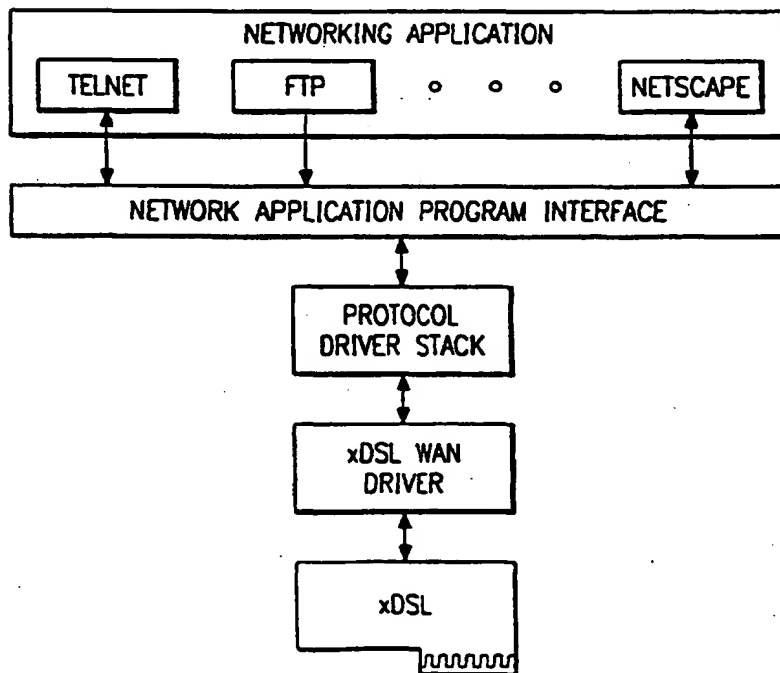 NETWORKING APPLICATION
TELNET
FTP
NETSCAPE
NETWORK APPLICATION PROGRAM INTERFACE
PROTOCOL
DRIVER STACK
xDSL WAN
DRIVER
xDSL